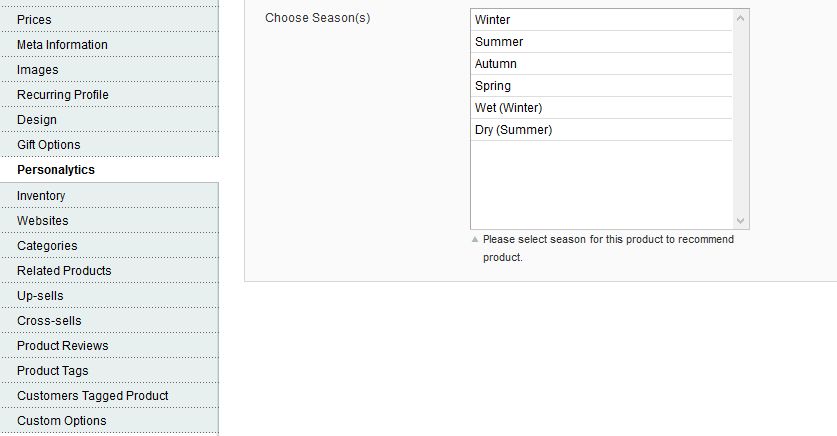 Prices
Meta Information
Images
Recurring Profile
Design
Gift Options
Personalytics
Inventory
Websites
Categories
Related Products
Up-sells
Cross-sells
Product Reviews
Product Tags
Customers Tagged Product
Custom Options
Choose Season(s)
Winter
Summer
Autumn
Spring
Wet (Winter)
Dry (Summer)
Please select season for this product to recommend
product.